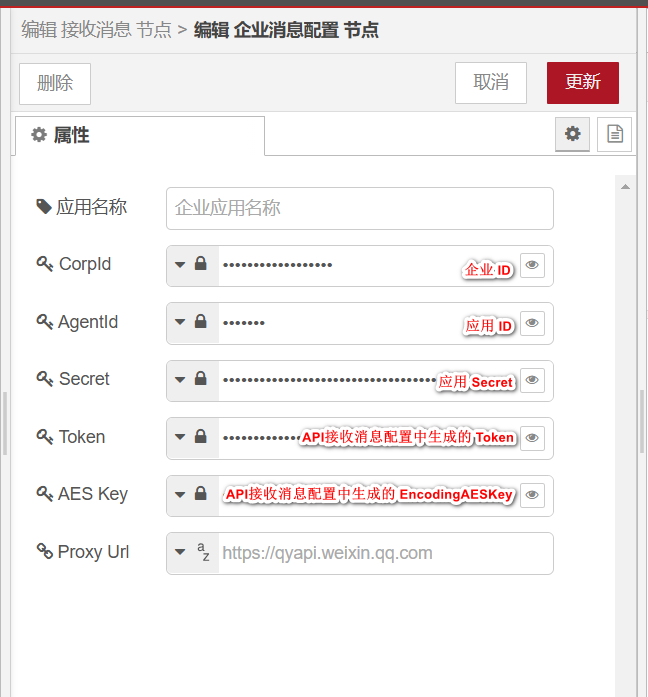 编辑 接收消息 节点 > 编辑 企业消息配置 节点
删除 取消 更新
属性
应用名称 企业应用名称
CorpId •••••••••••••••••• 企业 ID
AgentId ••••••• 应用 ID
Secret ••••••••••••••••••••••••••••••••••• 应用 Secret
Token ••••••••••••• API接收消息配置中生成的 Token
AES Key API接收消息配置中生成的 EncodingAESKey
Proxy Url az https://qyapi.weixin.qq.com